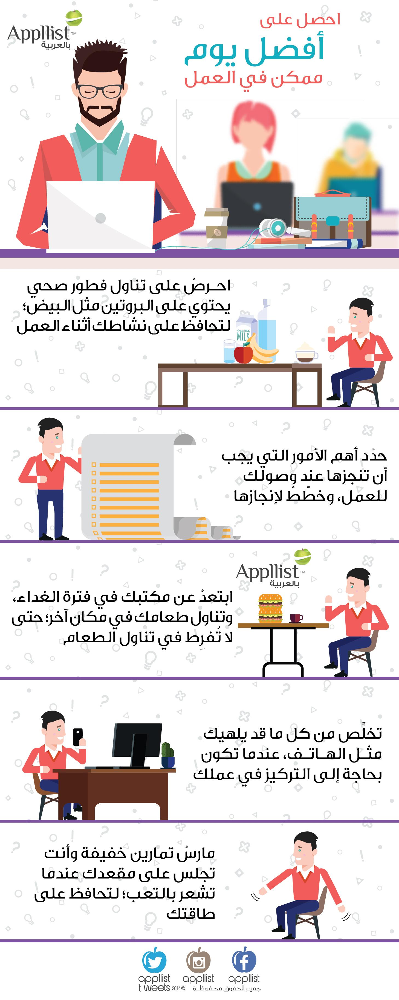 Appllist™
بالعربية
احصل على
أفضل يوم
ممكن في العمل
احـرصْ على تناول فطور صحي
يحتوي على البروتين مثل البيض؛
لتحافظ على نشاطك أثناء العمل
Organic Whole
MILK
حدّد أهم الأمور التي يجب
أن تنجزها عند وصولك
للعمل، وخطّطْ لإنجازها
Appllist™
بالعربية
ابتعدْ عن مكتبك في فترة الغداء،
وتناول طعامك في مكان آخر؛ حتى
لا تُفرِط في تناول الطعام
تخلَّص من كل ما قد يلهيك
مثـل الهـاتـف، عندما تكون
بحاجة إلى التركيز في عملك
مارسْ تمارين خفيفة وأنت
تجلس على مقعدك عندما
تشعر بالتعب؛ لتحافظ على
طاقتك
appllist appllist appllist
t weets 2014© جميع الحقوق محفوظـة